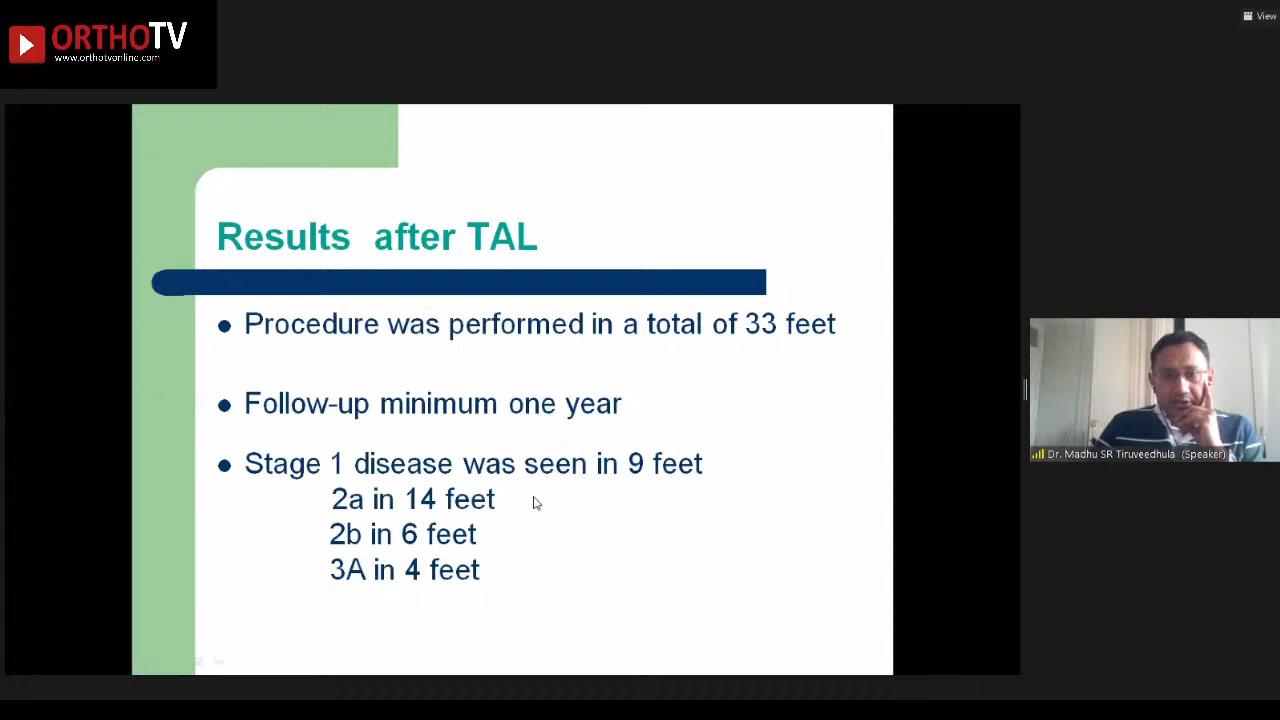 ORTHOTV
www.orthotvonline.com
View
Results after TAL
Procedure was performed in a total of 33 feet
Follow-up minimum one year
Stage 1 disease was seen in 9 feet
2a in 14 feet
2b in 6 feet
3A in 4 feet
Dr. Madhu SR Tiruveedhula (Speaker)